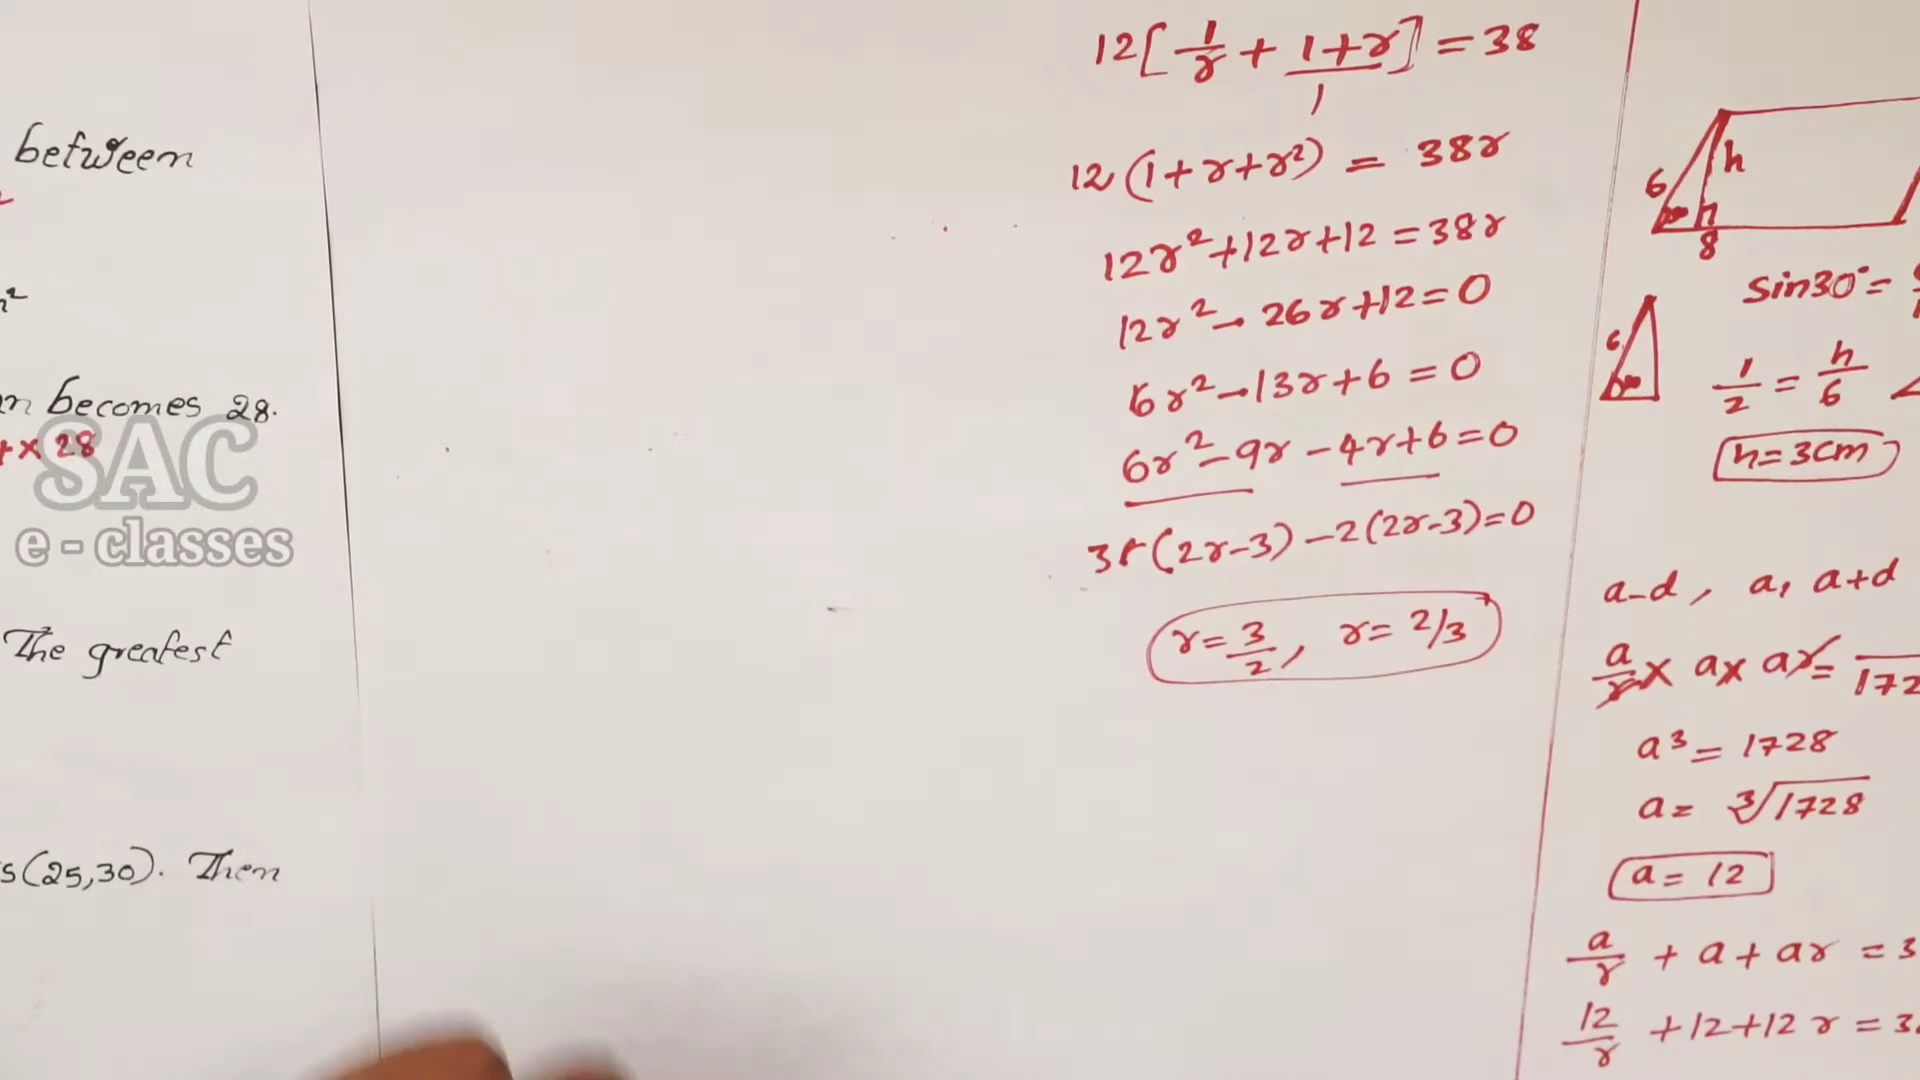 between
n²
becomes 28.
× 28
SAC
e - classes
The greatest
s(25,30). Then
12[1/r + (1+r)/1] = 38
12(1+r+r²) = 38r
12r²+12r+12 = 38r
12r² - 26r+12 = 0
6r² - 13r+6 = 0
6r² - 9r - 4r+6 = 0
3r(2r-3) - 2(2r-3) = 0
r = 3/2, r = 2/3
6
h
8
Sin30° =
6
1/2 = h/6
h = 3cm
a-d, a, a+d
a/r × a × ar =
a³ = 1728
a = ∛1728
a = 12
a/r + a + ar =
12/r + 12 + 12 r =